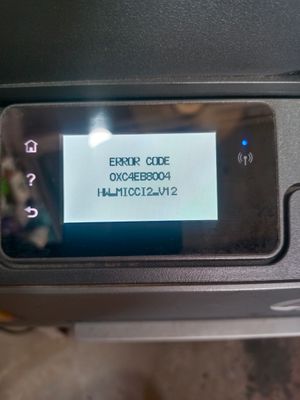 ERROR CODE
0XC4EB8004
HW_MICCI2_V12
?